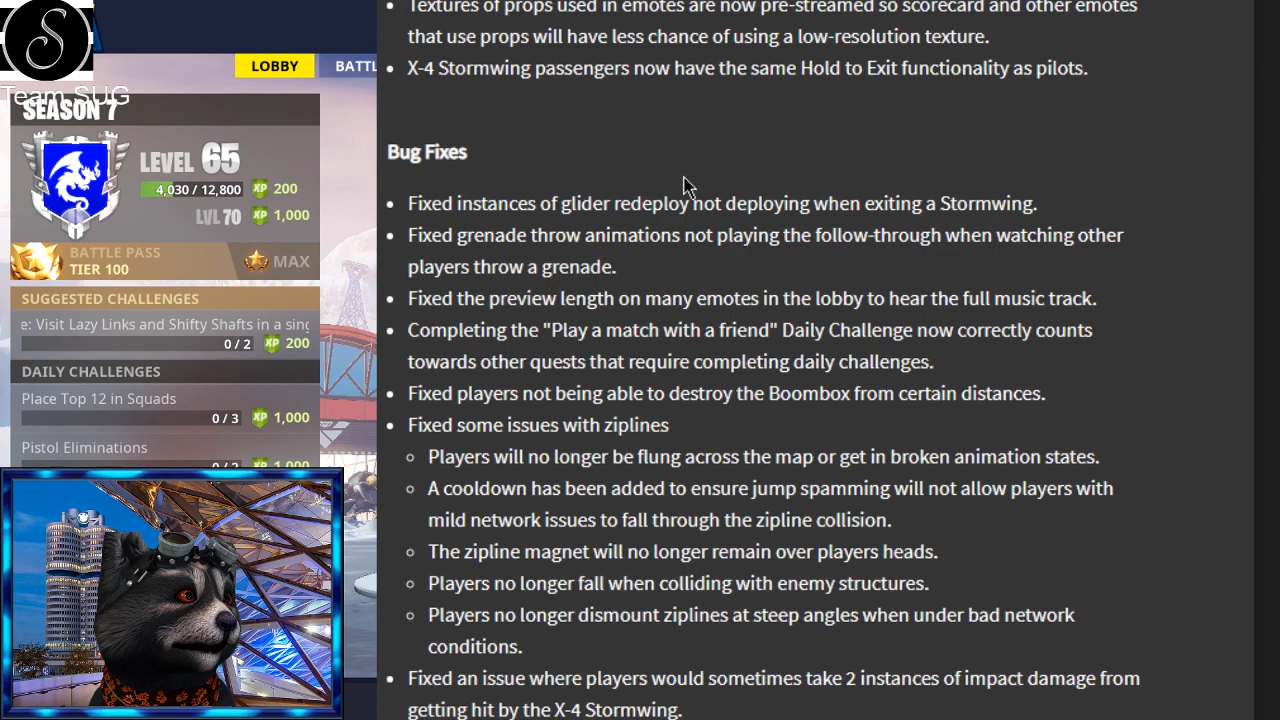 S
Team SUG
LOBBY
BATTL
SEASON 7
LEVEL 65
4,030 / 12,800 XP 200
LVL 70 XP 1,000
BATTLE PASS
TIER 100
MAX
SUGGESTED CHALLENGES
e: Visit Lazy Links and Shifty Shafts in a sing
0 / 2 XP 200
DAILY CHALLENGES
Place Top 12 in Squads
0 / 3 XP 1,000
Pistol Eliminations
Textures of props used in emotes are now pre-streamed so scorecard and other emotes
that use props will have less chance of using a low-resolution texture.
X-4 Stormwing passengers now have the same Hold to Exit functionality as pilots.
Bug Fixes
Fixed instances of glider redeploy not deploying when exiting a Stormwing.
Fixed grenade throw animations not playing the follow-through when watching other
players throw a grenade.
Fixed the preview length on many emotes in the lobby to hear the full music track.
Completing the "Play a match with a friend" Daily Challenge now correctly counts
towards other quests that require completing daily challenges.
Fixed players not being able to destroy the Boombox from certain distances.
Fixed some issues with ziplines
Players will no longer be flung across the map or get in broken animation states.
A cooldown has been added to ensure jump spamming will not allow players with
mild network issues to fall through the zipline collision.
The zipline magnet will no longer remain over players heads.
Players no longer fall when colliding with enemy structures.
Players no longer dismount ziplines at steep angles when under bad network
conditions.
Fixed an issue where players would sometimes take 2 instances of impact damage from
getting hit by the X-4 Stormwing.